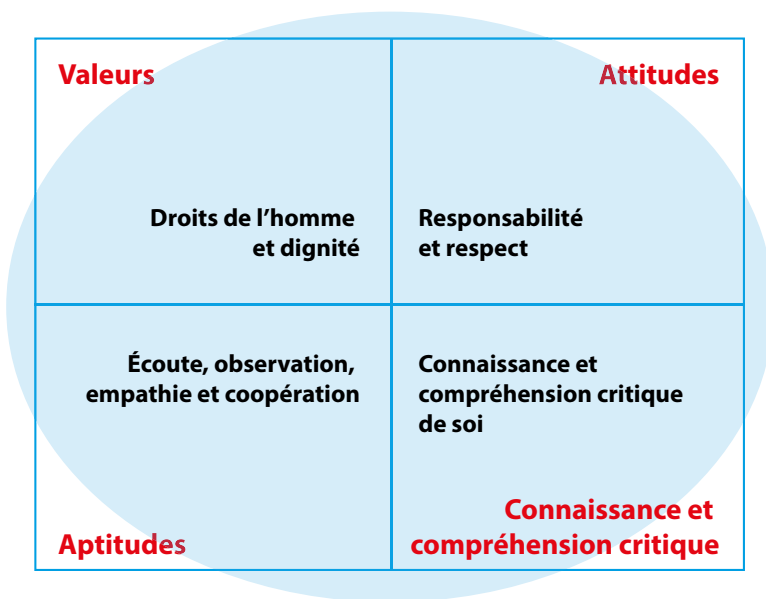 Valeurs
Attitudes
Droits de l’homme
et dignité
Responsabilité
et respect
Écoute, observation,
empathie et coopération
Connaissance et
compréhension critique
de soi
Aptitudes
Connaissance et
compréhension critique